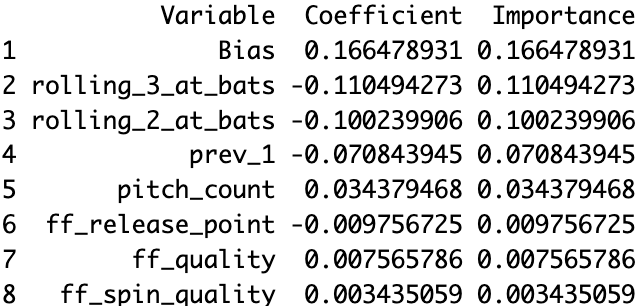 Variable Coefficient Importance
1 Bias 0.166478931 0.166478931
2 rolling_3_at_bats -0.110494273 0.110494273
3 rolling_2_at_bats -0.100239906 0.100239906
4 prev_1 -0.070843945 0.070843945
5 pitch_count 0.034379468 0.034379468
6 ff_release_point -0.009756725 0.009756725
7 ff_quality 0.007565786 0.007565786
8 ff_spin_quality 0.003435059 0.003435059